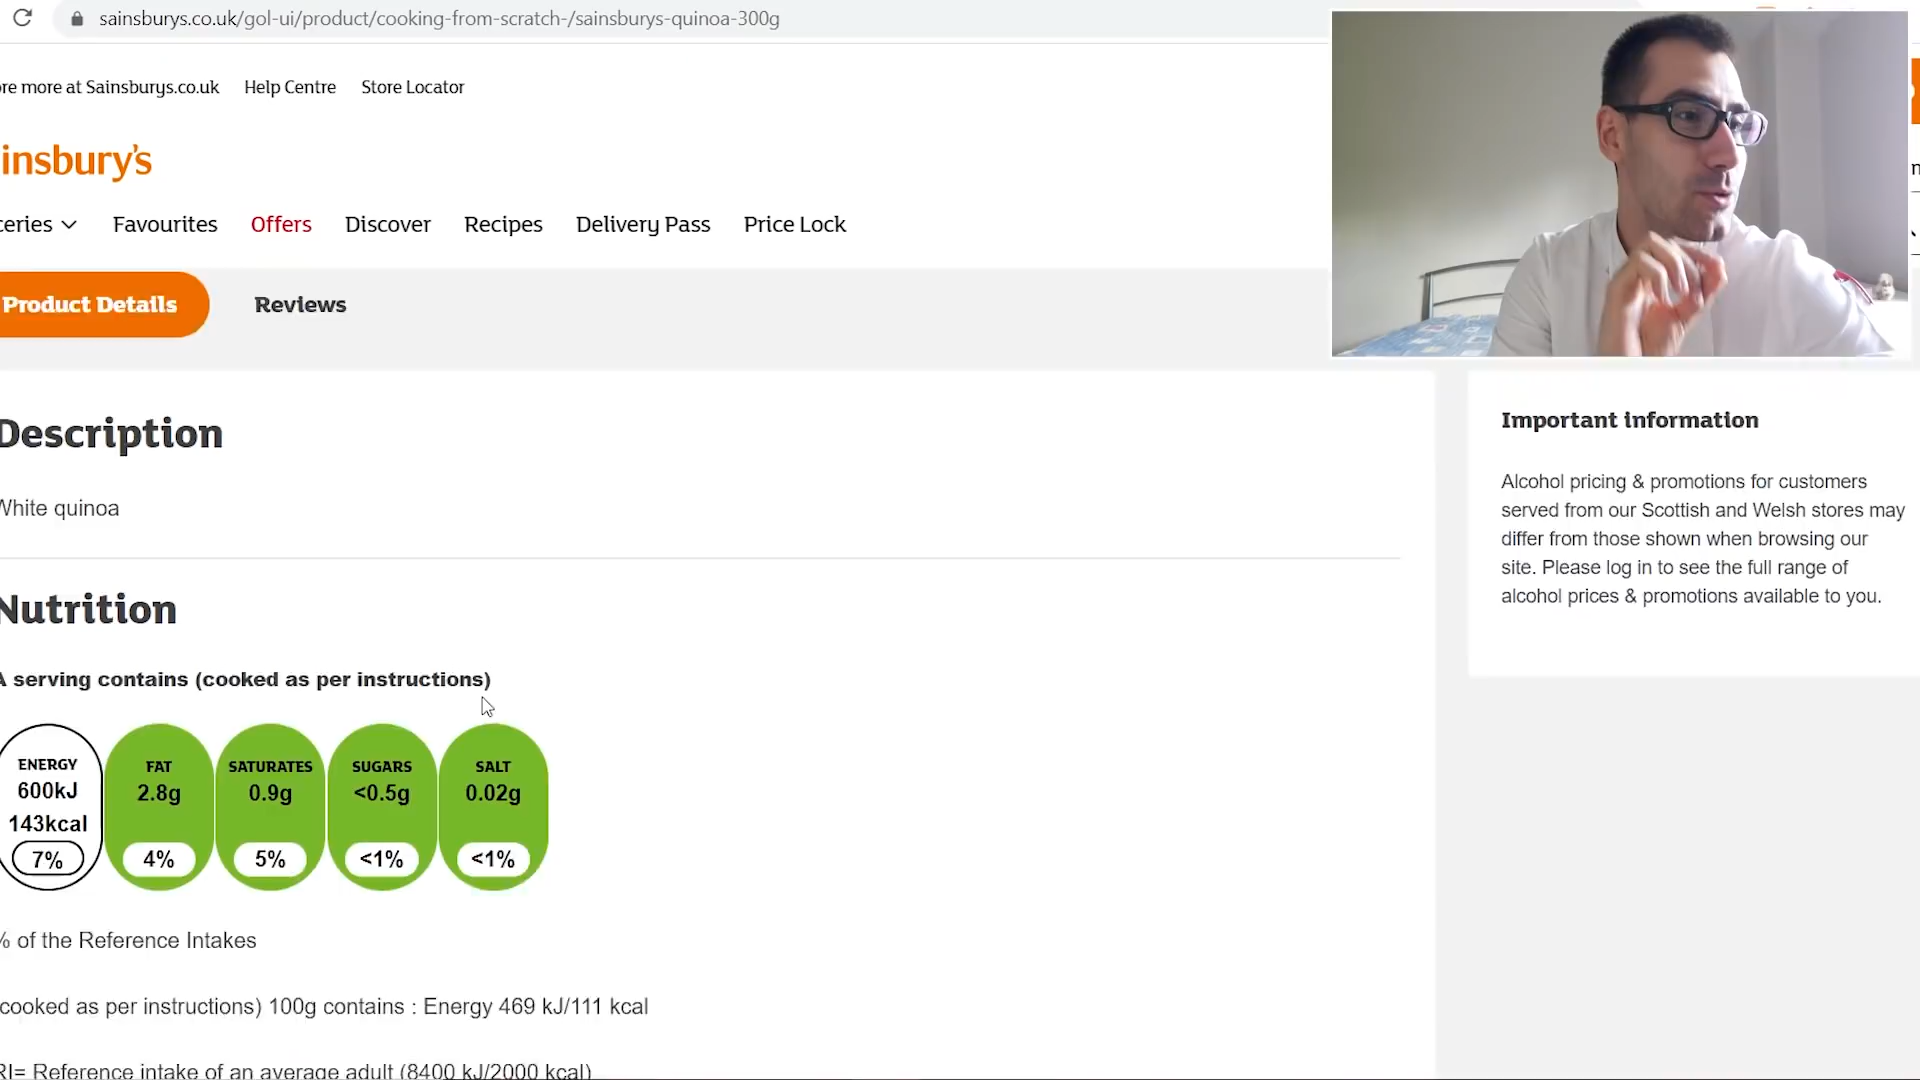 sainsburys.co.uk/gol-ui/product/cooking-from-scratch-/sainsburys-quinoa-300g
re more at Sainsburys.co.uk Help Centre Store Locator
insbury's
ceries Favourites Offers Discover Recipes Delivery Pass Price Lock
Product Details Reviews
Description
White quinoa
Nutrition
A serving contains (cooked as per instructions)
ENERGY 600kJ 143kcal 7%
FAT 2.8g 4%
SATURATES 0.9g 5%
SUGARS <0.5g <1%
SALT 0.02g <1%
% of the Reference Intakes
cooked as per instructions) 100g contains : Energy 469 kJ/111 kcal
RI= Reference intake of an average adult (8400 kJ/2000 kcal)
Important information
Alcohol pricing & promotions for customers
served from our Scottish and Welsh stores may
differ from those shown when browsing our
site. Please log in to see the full range of
alcohol prices & promotions available to you.